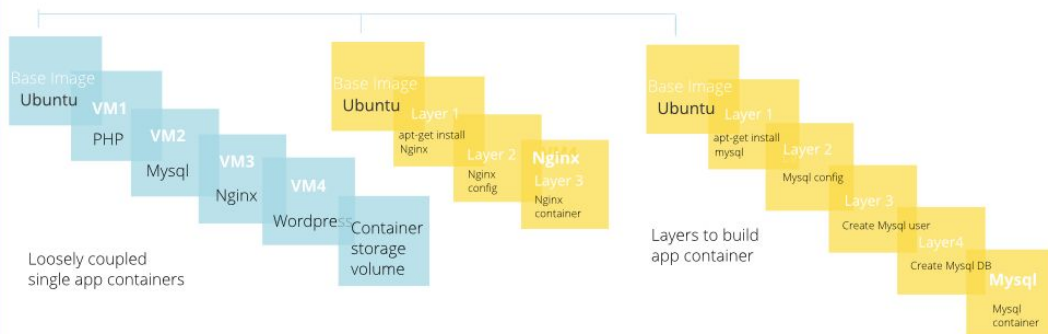 Base Image
Ubuntu
VM1
PHP
VM2
Mysql
VM3
Nginx
VM4
Wordpress
Container
storage
volume
Loosely coupled
single app containers
Base Image
Ubuntu
Layer 1
apt-get install
Nginx
Layer 2
Nginx
config
Nginx
Layer 3
Nginx
container
Base Image
Ubuntu
Layer 1
apt-get install
mysql
Layer 2
Mysql config
Layer 3
Create Mysql user
Layer4
Create Mysql DB
Mysql
Mysql
container
Layers to build
app container